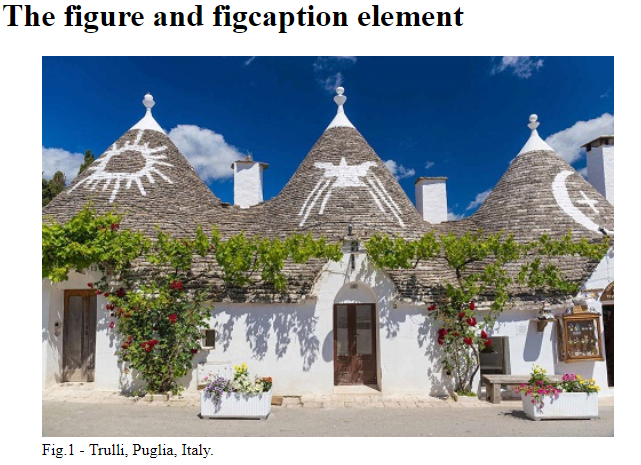 The figure and figcaption element
Fig.1 - Trulli, Puglia, Italy.